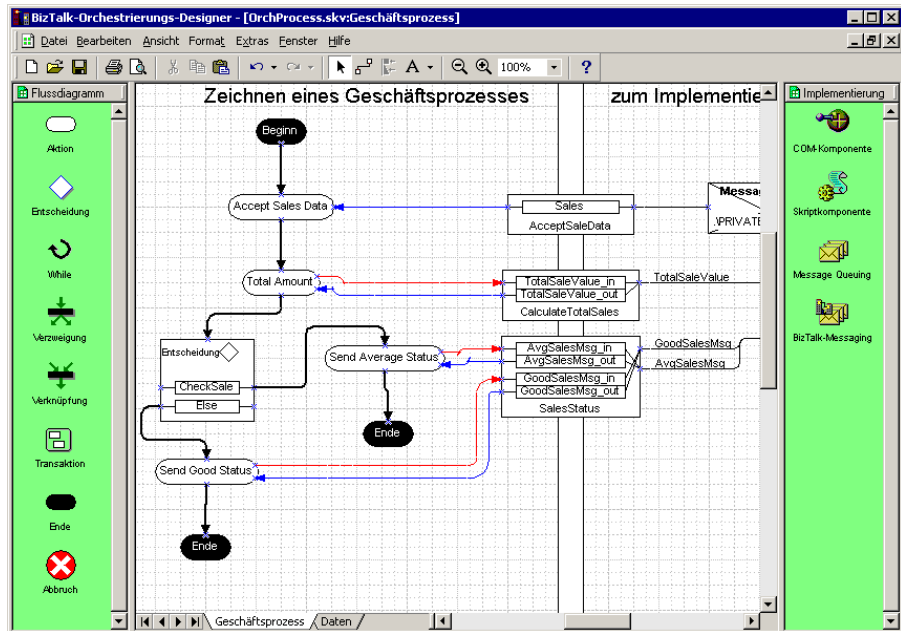 BizTalk-Orchestrierungs-Designer - [OrchProcess.skv:Geschäftsprozess]
Datei Bearbeiten Ansicht Format Extras Fenster Hilfe
A 100% ?
Flussdiagramm
Aktion
Entscheidung
While
Verzweigung
Verknüpfung
Transaktion
Ende
Abbruch
Zeichnen eines Geschäftsprozesses
zum Implementie
Beginn
Accept Sales Data
Sales
AcceptSaleData
Messa
.\PRIVATE
Total Amount
TotalSaleValue_in
TotalSaleValue_out
CalculateTotalSales
TotalSaleValue
Entscheidung
CheckSale
Else
Send Average Status
AvgSalesMsg_in
AvgSalesMsg_out
GoodSalesMsg_in
GoodSalesMsg_out
SalesStatus
GoodSalesMsg
AvgSalesMsg
Ende
Send Good Status
Ende
Geschäftsprozess
Daten
Implementierung
COM-Komponente
Skriptkomponente
Message Queuing
BizTalk-Messaging